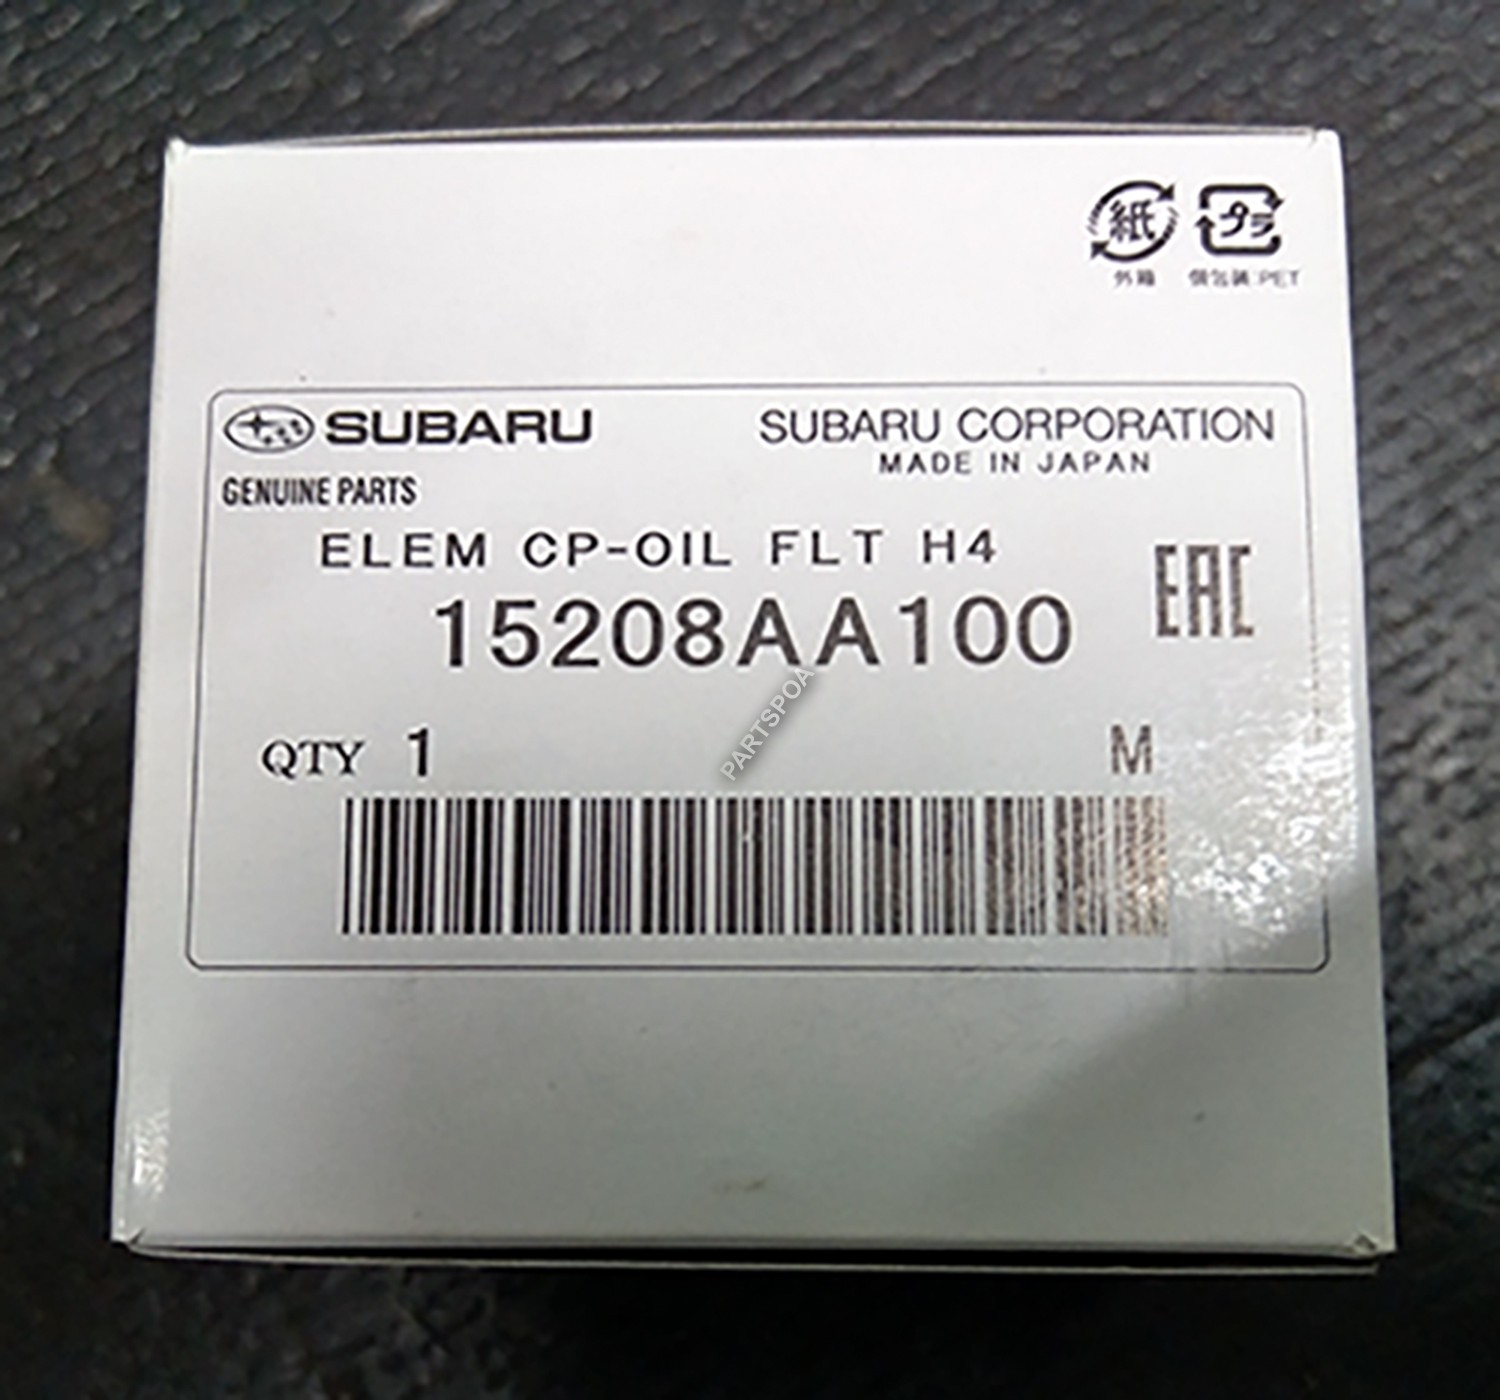 紙 プラ
外箱 個包装:PET
SUBARU SUBARU CORPORATION
MADE IN JAPAN
GENUINE PARTS
ELEM CP-OIL FLT H4
EAC
15208AA100
PARTSPOA
QTY 1 M